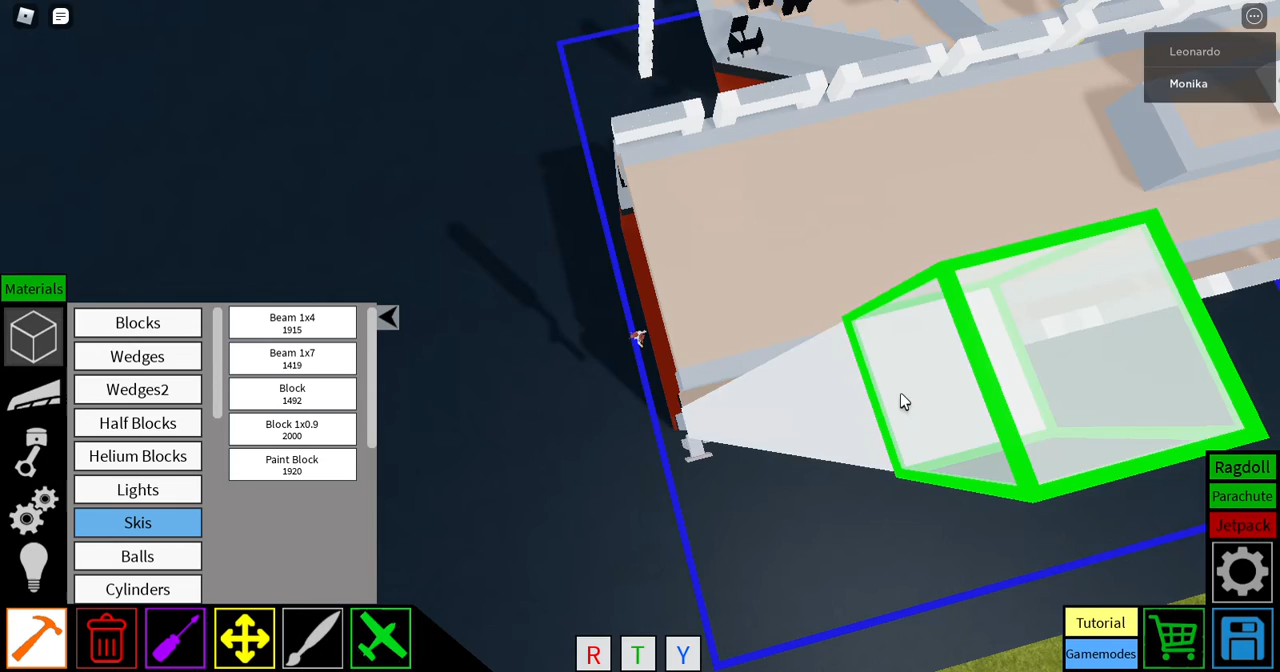 Leonardo
Monika
Materials
Blocks
Wedges
Wedges2
Half Blocks
Helium Blocks
Lights
Skis
Balls
Cylinders
Beam 1x4
1915
Beam 1x7
1419
Block
1492
Block 1x0.9
2000
Paint Block
1920
R T Y
Ragdoll
Parachute
Jetpack
Tutorial
Gamemodes